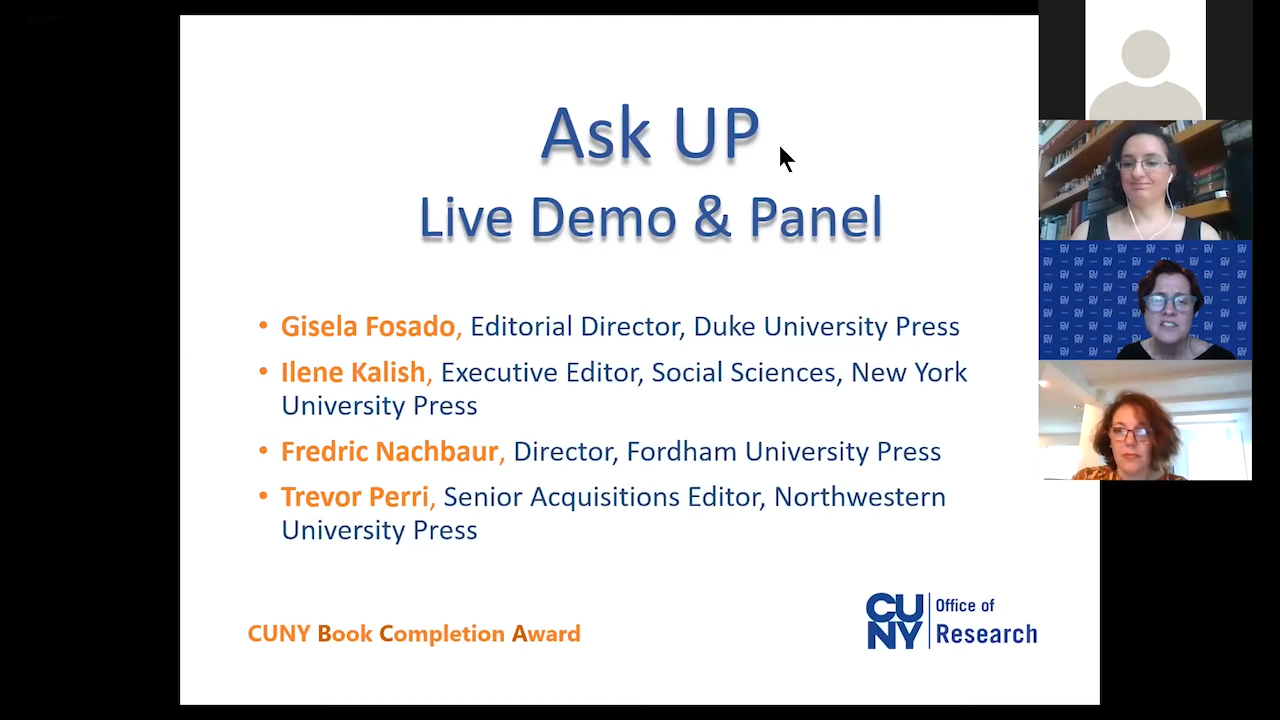 Ask UP
Live Demo & Panel
• Gisela Fosado, Editorial Director, Duke University Press
• Ilene Kalish, Executive Editor, Social Sciences, New York
University Press
• Fredric Nachbaur, Director, Fordham University Press
• Trevor Perri, Senior Acquisitions Editor, Northwestern
University Press
CUNY Book Completion Award
CU
NY
Office of
Research